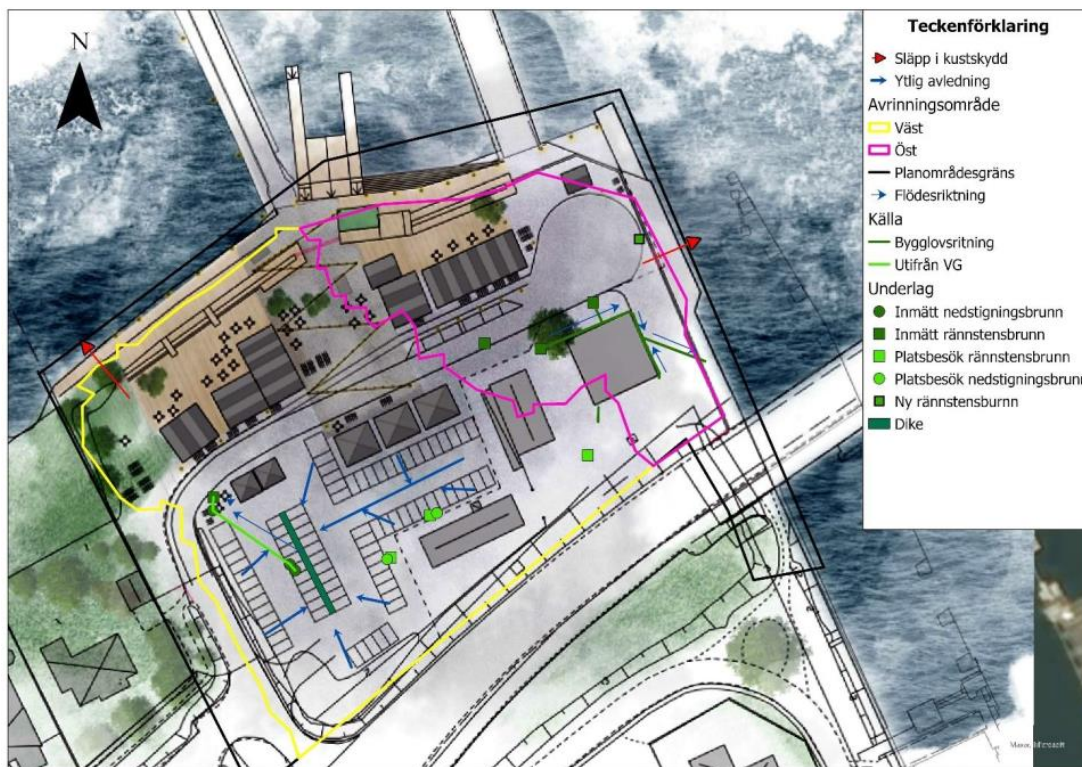 N
Teckenförklaring
Släpp i kustskydd
Ytlig avledning
Avrinningsområde
Väst
Öst
Planområdesgräns
Flödesriktning
Källa
Bygglovsritning
Utifrån VG
Underlag
Inmätt nedstigningsbrunn
Inmätt rännstensbrunn
Platsbesök rännstensbrunn
Platsbesök nedstigningsbrunn
Ny rännstensburnn
Dike
Microsoft